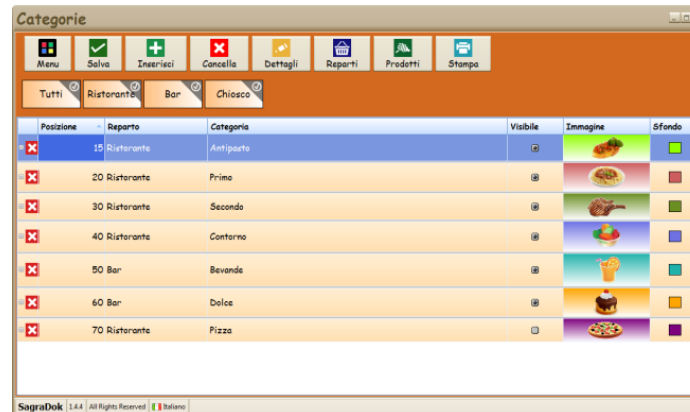 Categorie
Menu Salva Inserisci Cancella Dettagli Reparti Prodotti Stampa
Tutti Ristorante Bar Chiosco
Posizione Reparto Categoria Visibile Immagine Sfondo
15 Ristorante Antipasto
20 Ristorante Primo
30 Ristorante Secondo
40 Ristorante Contorno
50 Bar Bevande
60 Bar Dolce
70 Ristorante Pizza
SagraDok 1.4.4 All Rights Reserved Italiano